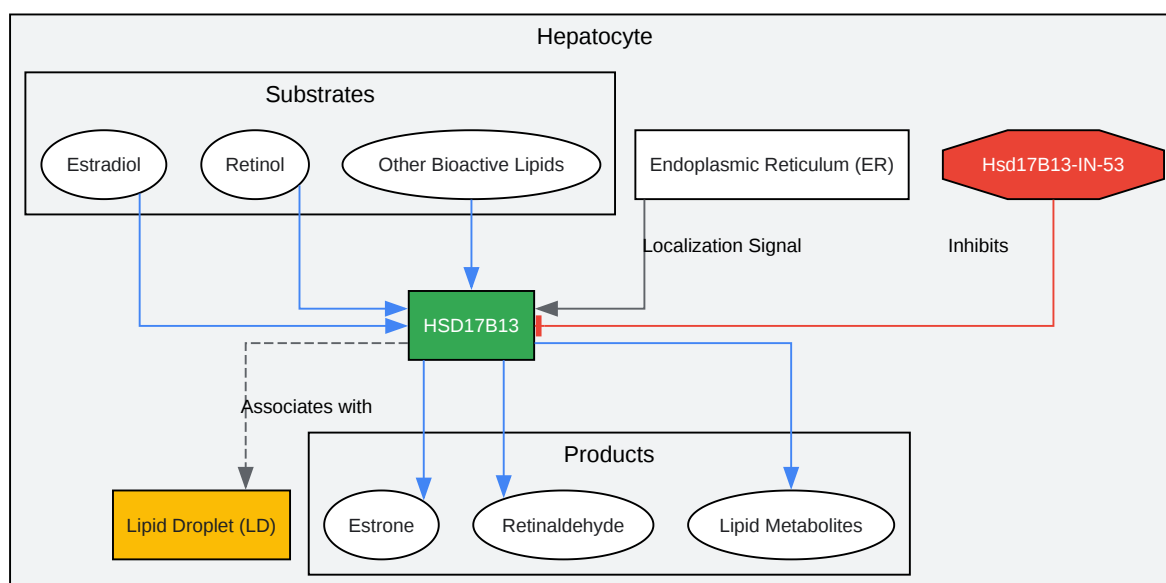 Hepatocyte
Substrates
Estradiol
Retinol
Other Bioactive Lipids
Endoplasmic Reticulum (ER)
Hsd17B13-IN-53
Localization Signal
Inhibits
HSD17B13
Associates with
Products
Lipid Droplet (LD)
Estrone
Retinaldehyde
Lipid Metabolites